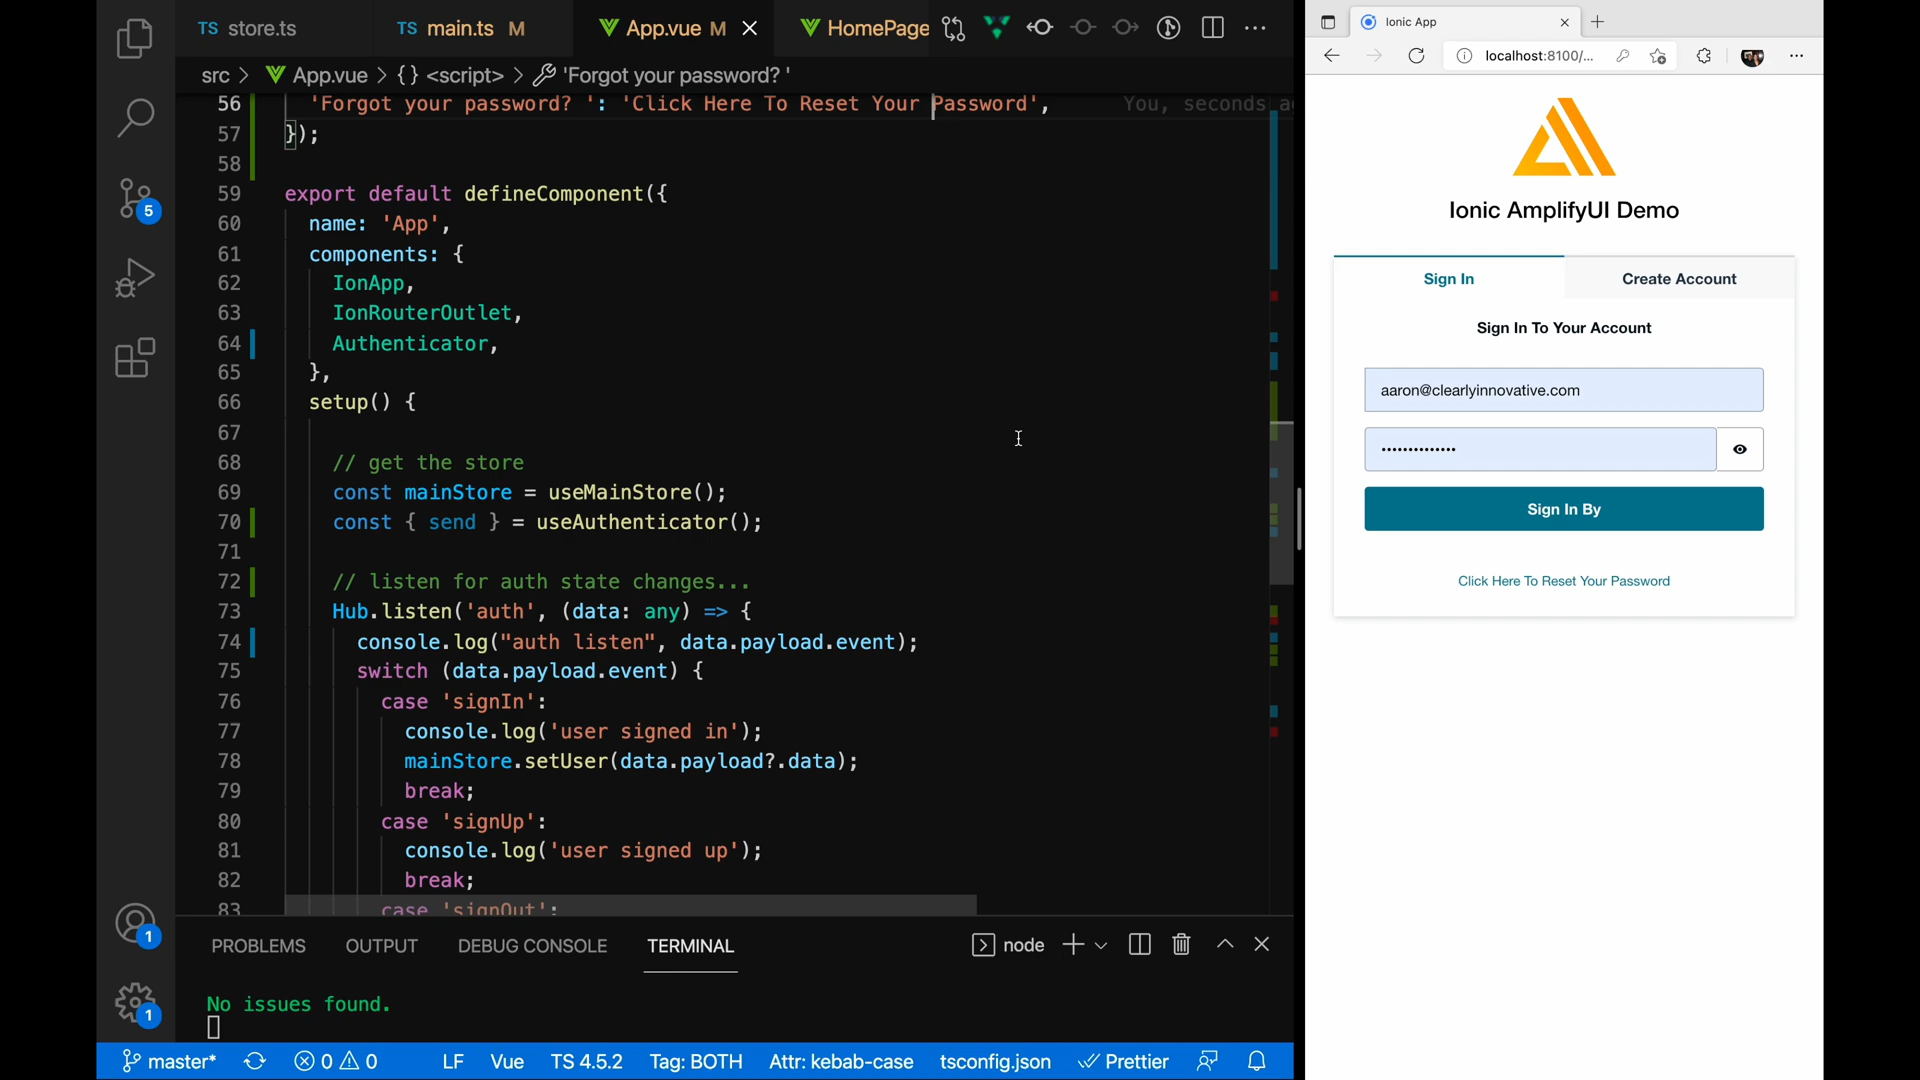 TS store.ts
TS main.ts M
App.vue M
HomePage
src > App.vue > {} <script> > 'Forgot your password? '
56 'Forgot your password? ': 'Click Here To Reset Your Password', You, seconds a
57 });
58
59 export default defineComponent({
60 name: 'App',
61 components: {
62 IonApp,
63 IonRouterOutlet,
64 Authenticator,
65 },
66 setup() {
67
68 // get the store
69 const mainStore = useMainStore();
70 const { send } = useAuthenticator();
71
72 // listen for auth state changes...
73 Hub.listen('auth', (data: any) => {
74 console.log("auth listen", data.payload.event);
75 switch (data.payload.event) {
76 case 'signIn':
77 console.log('user signed in');
78 mainStore.setUser(data.payload?.data);
79 break;
80 case 'signUp':
81 console.log('user signed up');
82 break;
83 case 'signOut':
5
1
1
PROBLEMS OUTPUT DEBUG CONSOLE TERMINAL
node
No issues found.
master* 0 0 LF Vue TS 4.5.2 Tag: BOTH Attr: kebab-case tsconfig.json Prettier
Ionic App
localhost:8100/...
Ionic AmplifyUI Demo
Sign In
Create Account
Sign In To Your Account
aaron@clearlyinnovative.com
••••••••••••••
Sign In By
Click Here To Reset Your Password